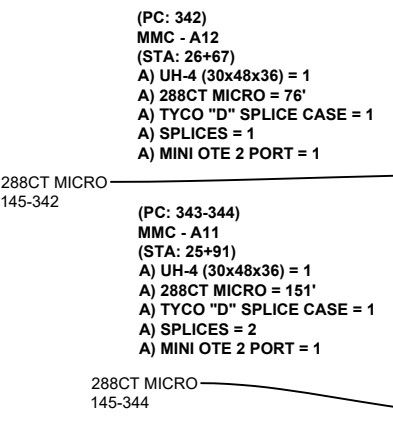 (PC: 342)
MMC - A12
(STA: 26+67)
A) UH-4 (30x48x36) = 1
A) 288CT MICRO = 76'
A) TYCO "D" SPLICE CASE = 1
A) SPLICES = 1
A) MINI OTE 2 PORT = 1
288CT MICRO
145-342
(PC: 343-344)
MMC - A11
(STA: 25+91)
A) UH-4 (30x48x36) = 1
A) 288CT MICRO = 151'
A) TYCO "D" SPLICE CASE = 1
A) SPLICES = 2
A) MINI OTE 2 PORT = 1
288CT MICRO
145-344